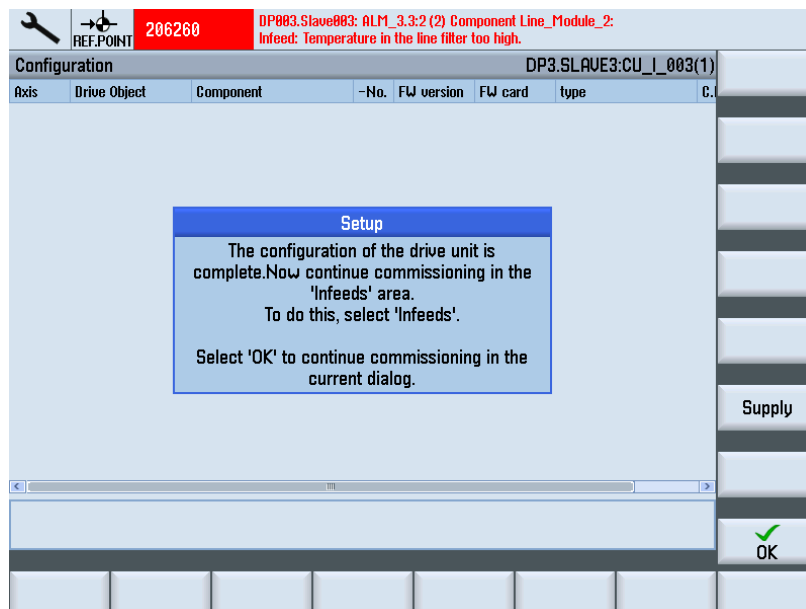 REF.POINT
206260
DP003.Slave003: ALM_3.3:2 (2) Component Line_Module_2:
Infeed: Temperature in the line filter too high.
Configuration
DP3.SLAVE3:CU_I_003(1)
Axis Drive Object Component -No. FW version FW card type
Setup
The configuration of the drive unit is
complete.Now continue commissioning in the
'Infeeds' area.
To do this, select 'Infeeds'.
Select 'OK' to continue commissioning in the
current dialog.
Supply
OK